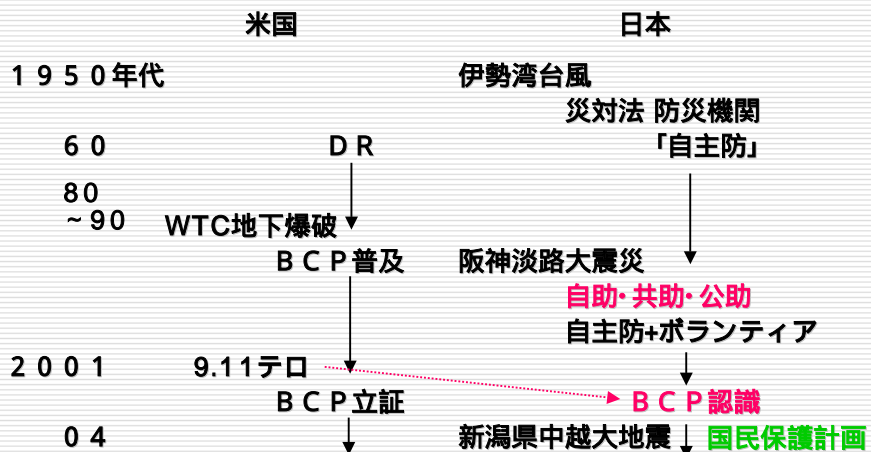 米国 日本
１９５０年代 伊勢湾台風
災対法 防災機関
６０ ＤＲ 「自主防」
80
~90 WTC地下爆破
ＢＣＰ普及 阪神淡路大震災
自助・共助・公助
自主防+ボランティア
２００１ 9.11テロ
ＢＣＰ立証 ＢＣＰ認識
０４ 新潟県中越大地震 国民保護計画